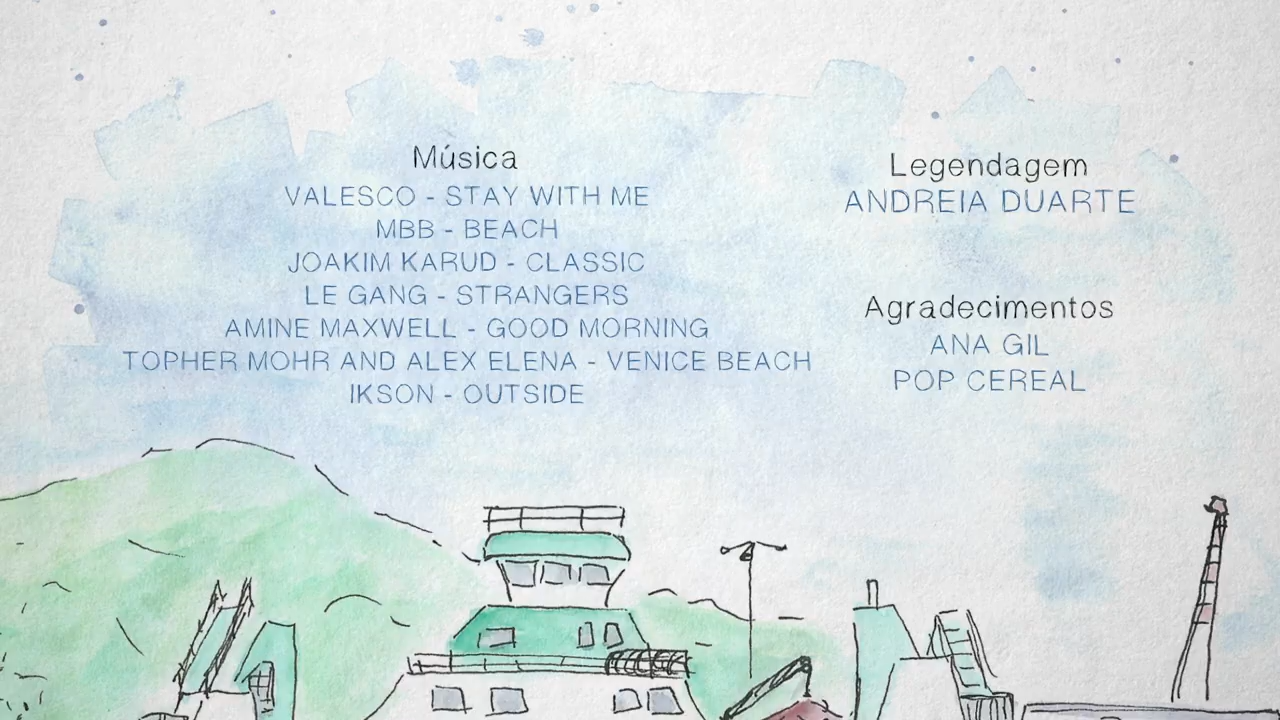 Música
VALESCO - STAY WITH ME
MBB - BEACH
JOAKIM KARUD - CLASSIC
LE GANG - STRANGERS
AMINE MAXWELL - GOOD MORNING
TOPHER MOHR AND ALEX ELENA - VENICE BEACH
IKSON - OUTSIDE
Legendagem
ANDREIA DUARTE
Agradecimentos
ANA GIL
POP CEREAL